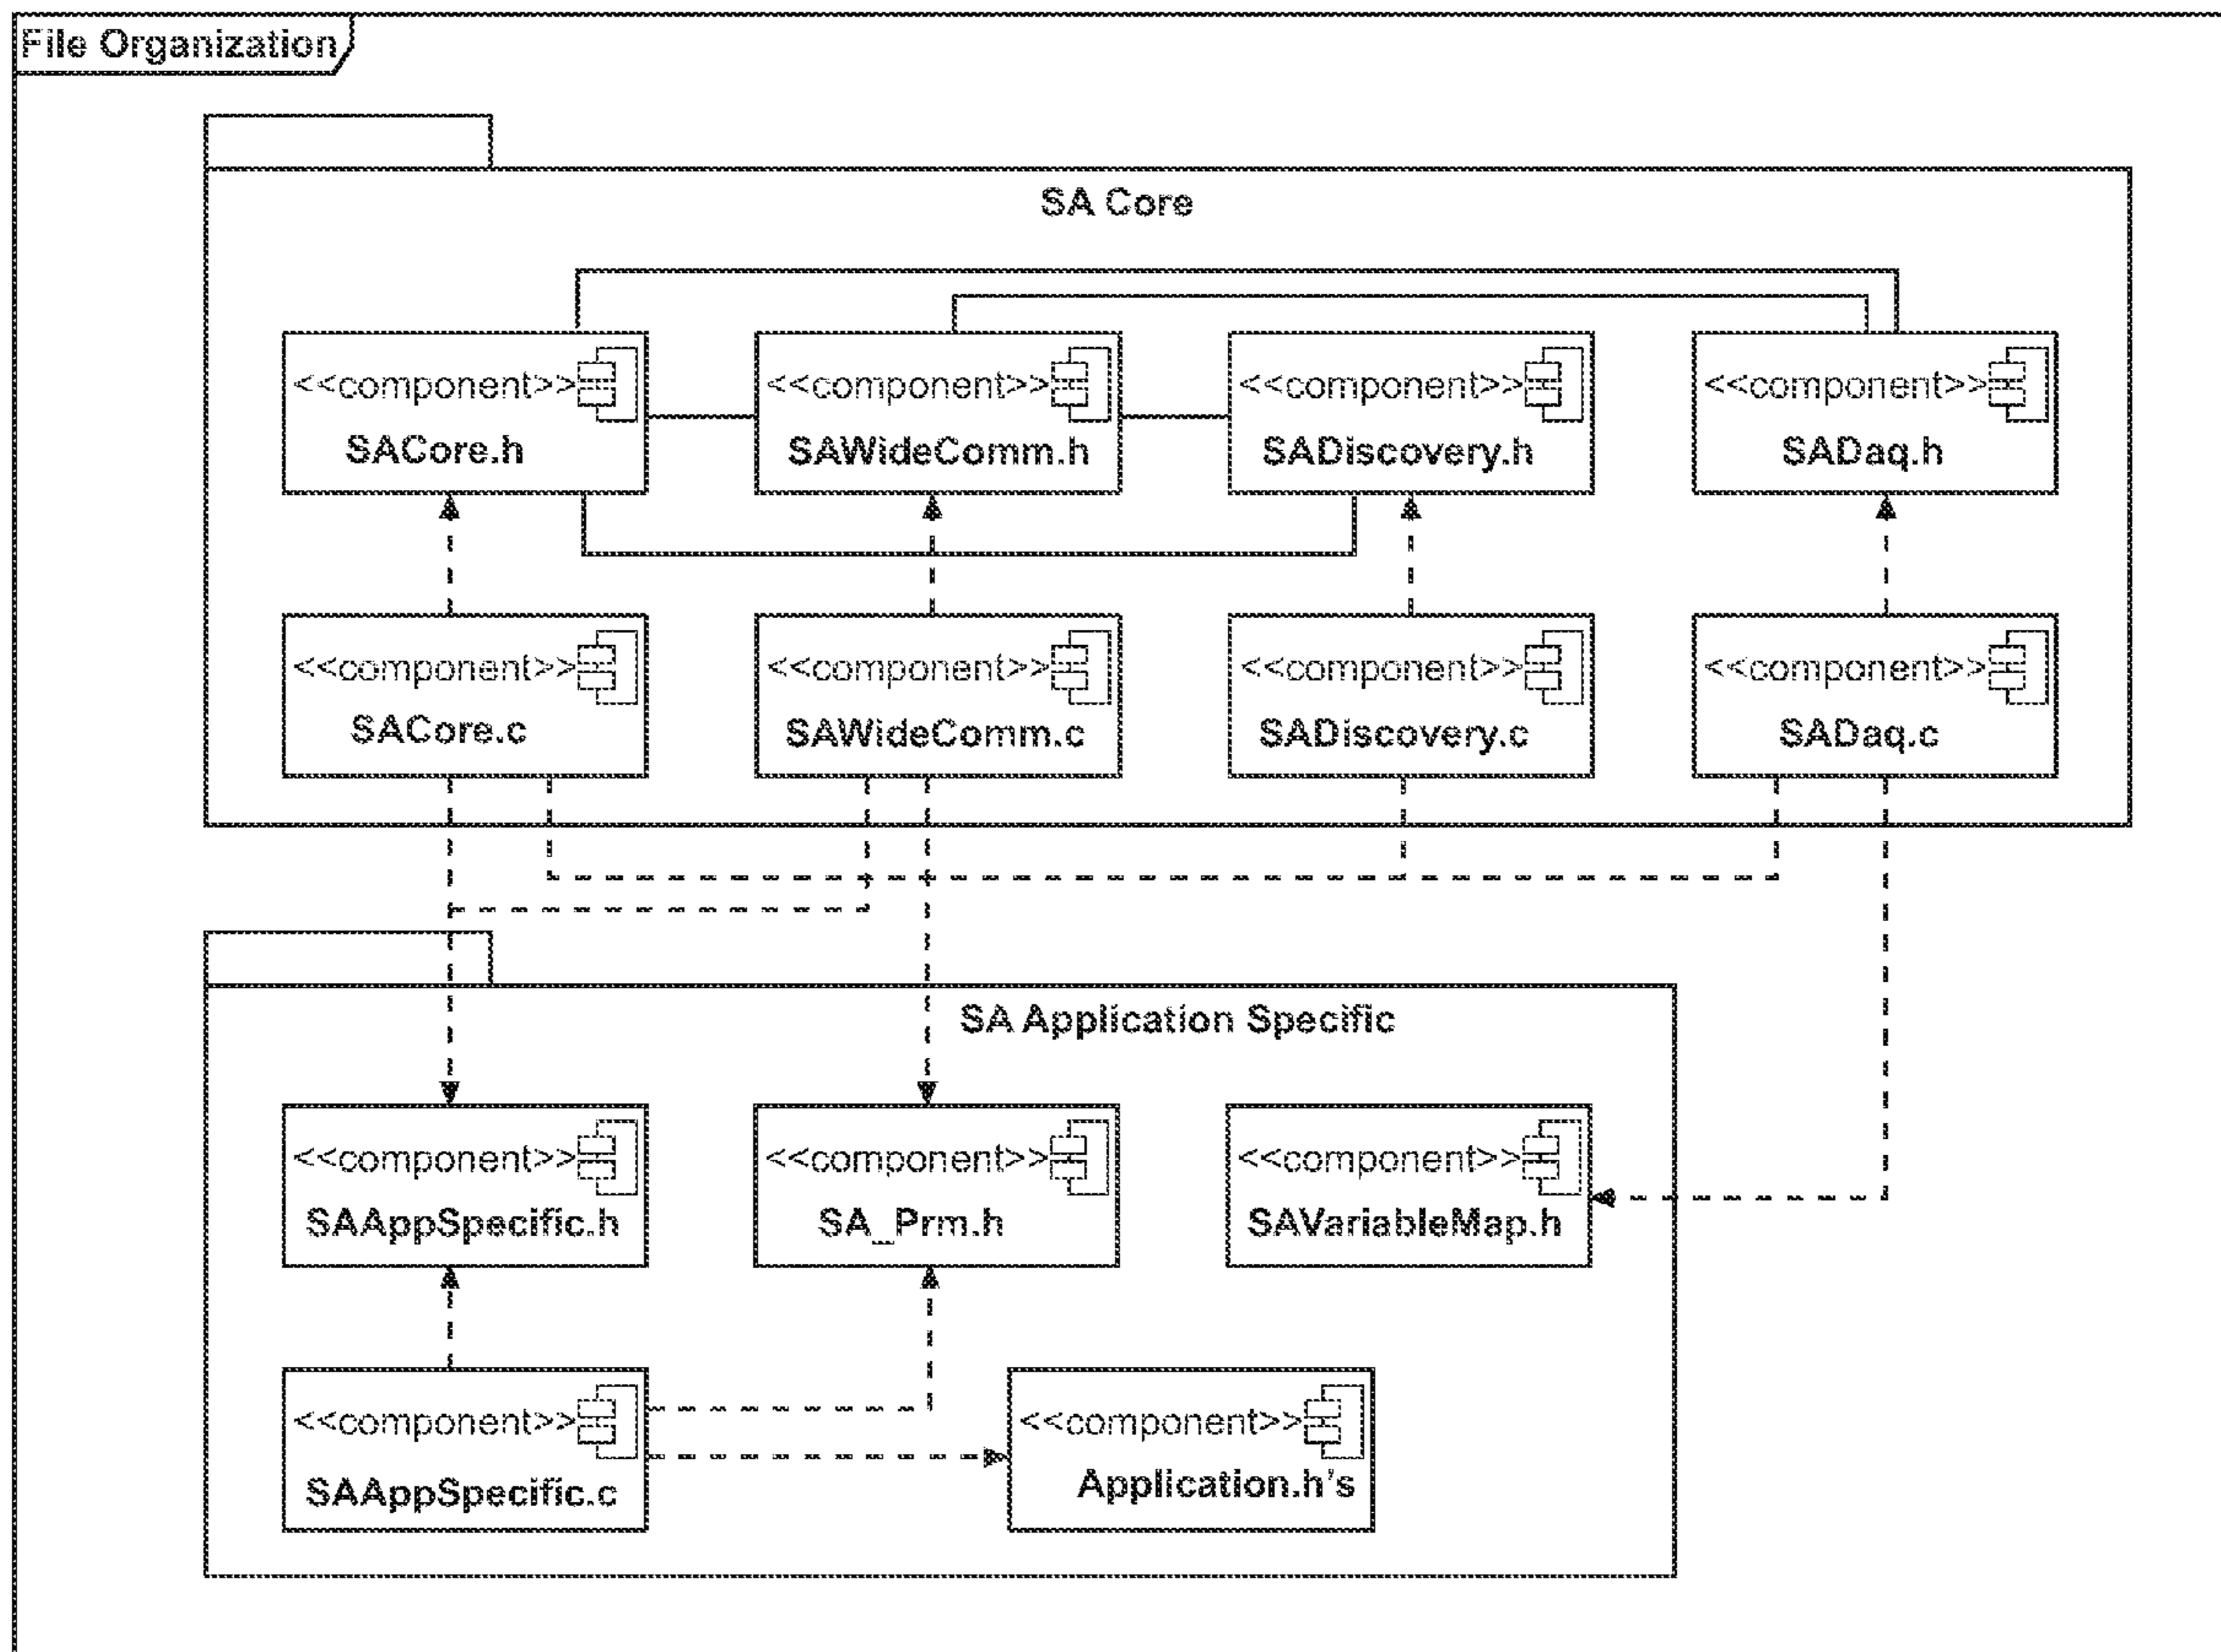 File Organization
SA Core
<<component>>
SACore.h
<<component>>
SAWideComm.h
<<component>>
SADiscovery.h
<<component>>
SADaq.h
<<component>>
SACore.c
<<component>>
SAWideComm.c
<<component>>
SADiscovery.c
<<component>>
SADaq.c
SA Application Specific
<<component>>
SAAppSpecific.h
<<component>>
SA_Prm.h
<<component>>
SAVariableMap.h
<<component>>
SAAppSpecific.c
<<component>>
Application.h's